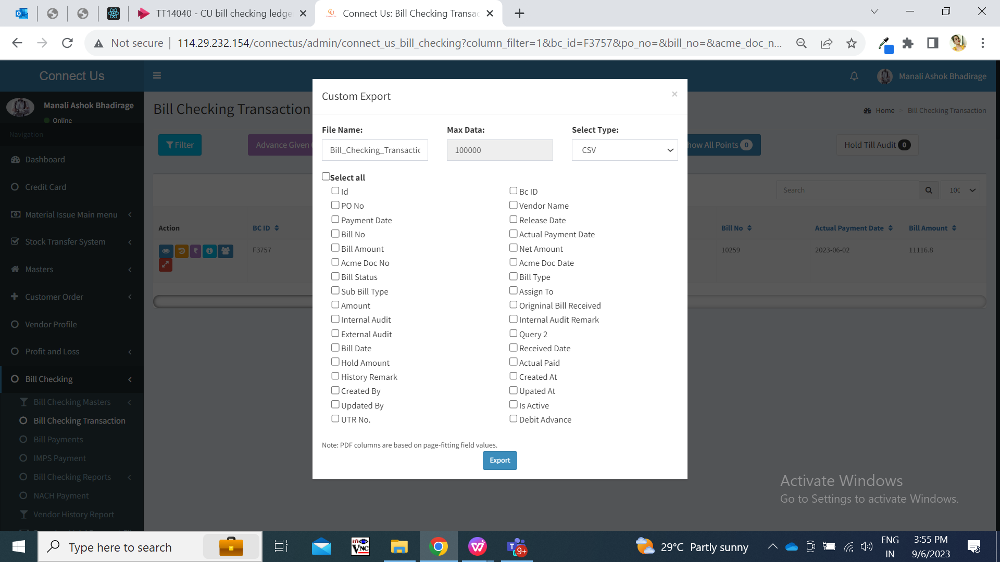 TT14040 - CU bill checking ledge
Connect Us: Bill Checking Transac
Not secure
114.29.232.154/connectus/admin/connect_us_bill_checking?column_filter=1&bc_id=F3757&po_no=&bill_no=&acme_doc_n...
Connect Us
Manali Ashok Bhadirage
Manali Ashok Bhadirage
Online
Bill Checking Transaction
Home > Bill Checking Transaction
Navigation
Filter
Advance Given
how All Points 0
Hold Till Audit 0
Dashboard
Credit Card
Material Issue Main menu
Stock Transfer System
Masters
Customer Order
Vendor Profile
Profit and Loss
Bill Checking
Bill Checking Masters
Bill Checking Transaction
Bill Payments
IMPS Payment
Bill Checking Reports
NACH Payment
Vendor History Report
Search
100
Action
BC ID
Bill No
Actual Payment Date
Bill Amount
F3757
10259
2023-06-02
11116.8
Custom Export
×
File Name:
Max Data:
Select Type:
Bill_Checking_Transactic
100000
CSV
Select all
Id
Bc ID
PO No
Vendor Name
Payment Date
Release Date
Bill No
Actual Payment Date
Bill Amount
Net Amount
Acme Doc No
Acme Doc Date
Bill Status
Bill Type
Sub Bill Type
Assign To
Amount
Origninal Bill Received
Internal Audit
Internal Audit Remark
External Audit
Query 2
Bill Date
Received Date
Hold Amount
Actual Paid
History Remark
Created At
Created By
Upated At
Updated By
Is Active
UTR No.
Debit Advance
Note: PDF columns are based on page-fitting field values.
Export
Activate Windows
Go to Settings to activate Windows.
Type here to search
VNC
T
9+
29°C Partly sunny
ENG
IN
3:55 PM
9/6/2023